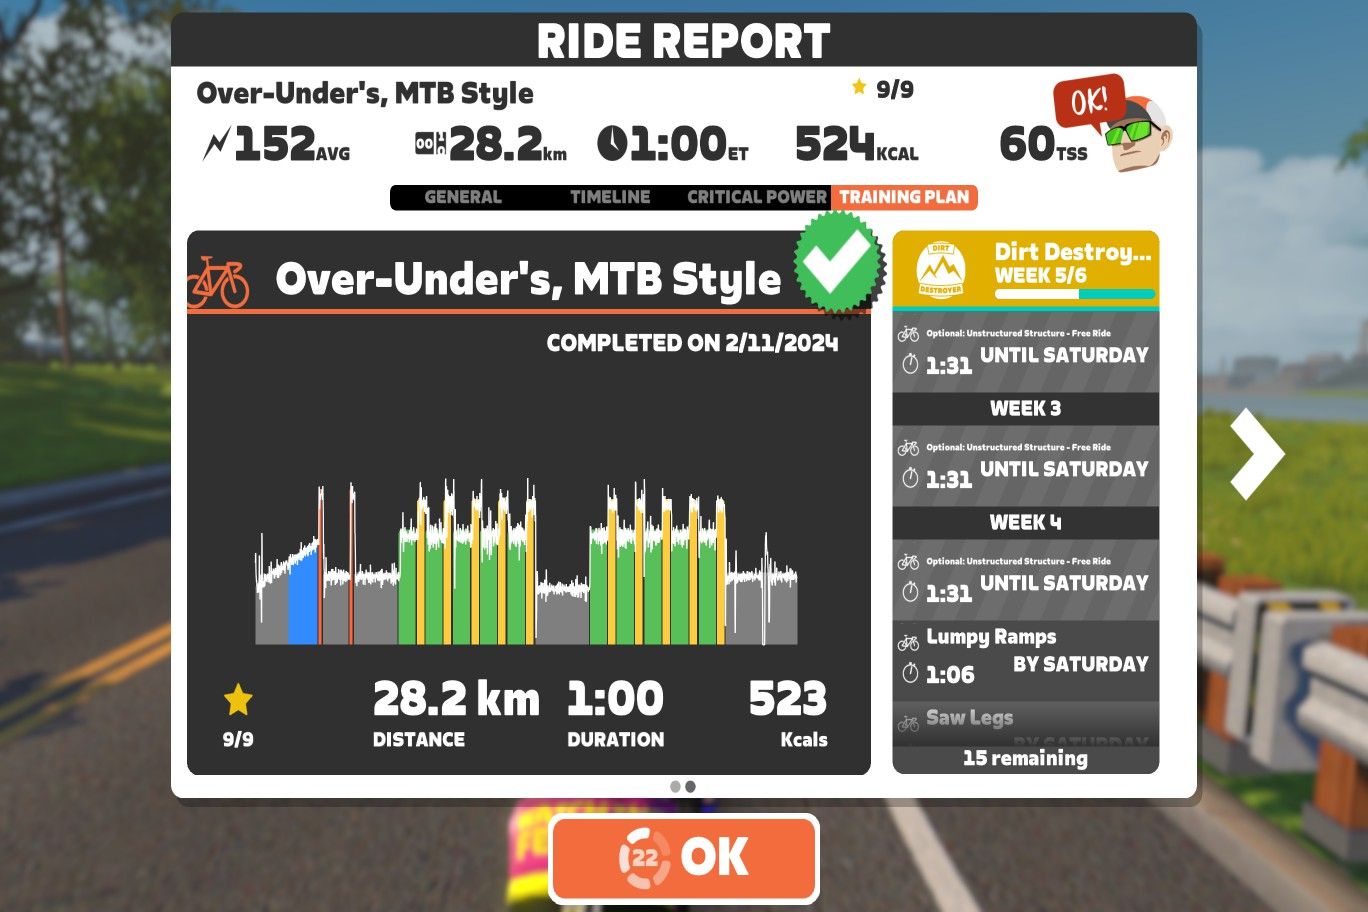 RIDE REPORT
Over-Under's, MTB Style
9/9
152AVG
28.2km
1:00ET
524KCAL
60TSS
OK!
GENERAL
TIMELINE
CRITICAL POWER
TRAINING PLAN
Over-Under's, MTB Style
COMPLETED ON 2/11/2024
9/9
28.2 km
DISTANCE
1:00
DURATION
523
Kcals
DIRT
DESTROYER
Dirt Destroy...
WEEK 5/6
Optional: Unstructured Structure - Free Ride
1:31 UNTIL SATURDAY
WEEK 3
Optional: Unstructured Structure - Free Ride
1:31 UNTIL SATURDAY
WEEK 4
Optional: Unstructured Structure - Free Ride
1:31 UNTIL SATURDAY
Lumpy Ramps
1:06 BY SATURDAY
Saw Legs
BY SATURDAY
15 remaining
22 OK